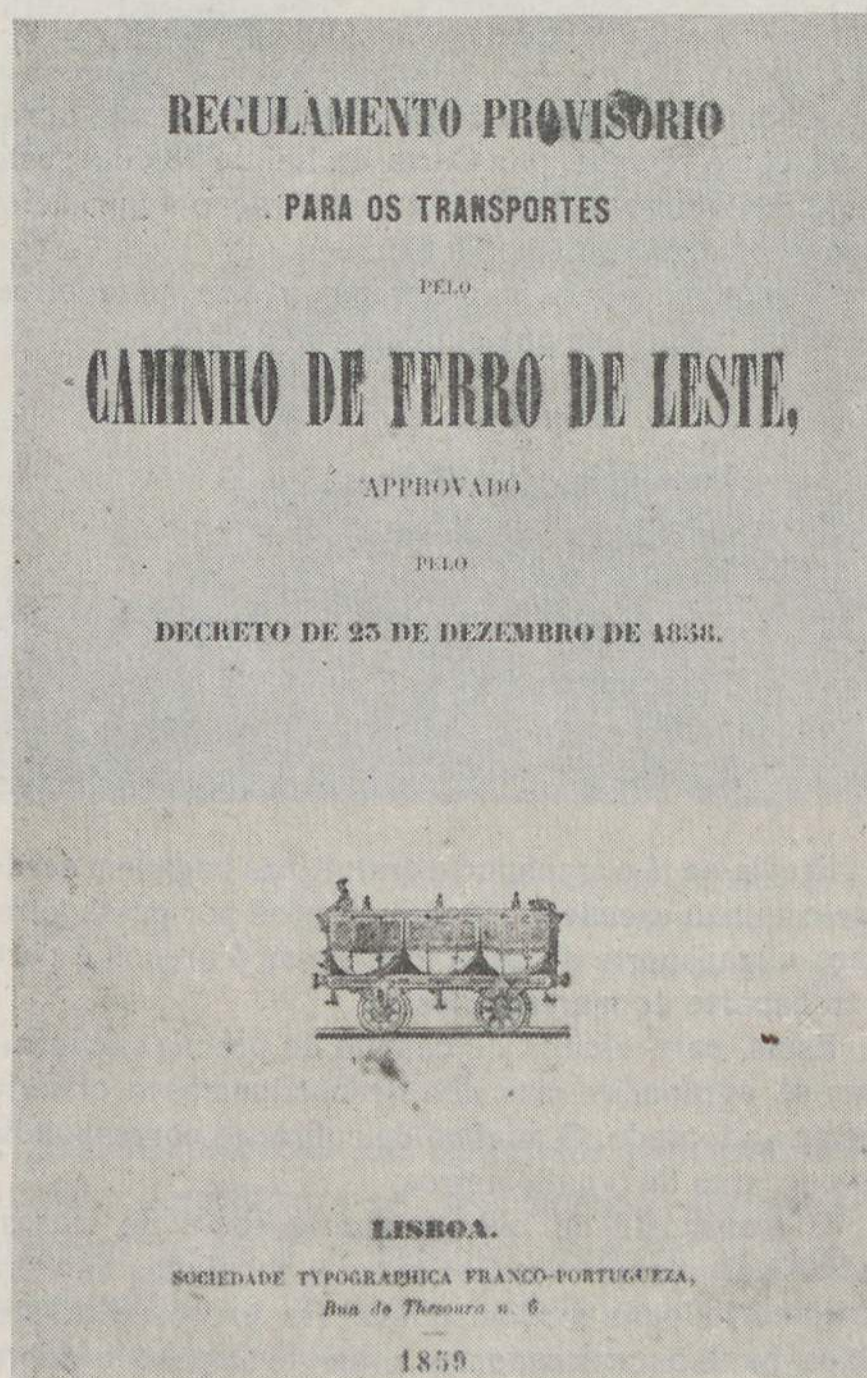 REGULAMENTO PROVISORIO
PARA OS TRANSPORTES
PELO
CAMINHO DE FERRO DE LESTE,
APPROVADO
PELO
DECRETO DE 25 DE DEZEMBRO DE 1858.
LISBOA.
SOCIEDADE TYPOGRAPHICA FRANCO-PORTUGUEZA,
Rua do Thesouro n. 6
1859